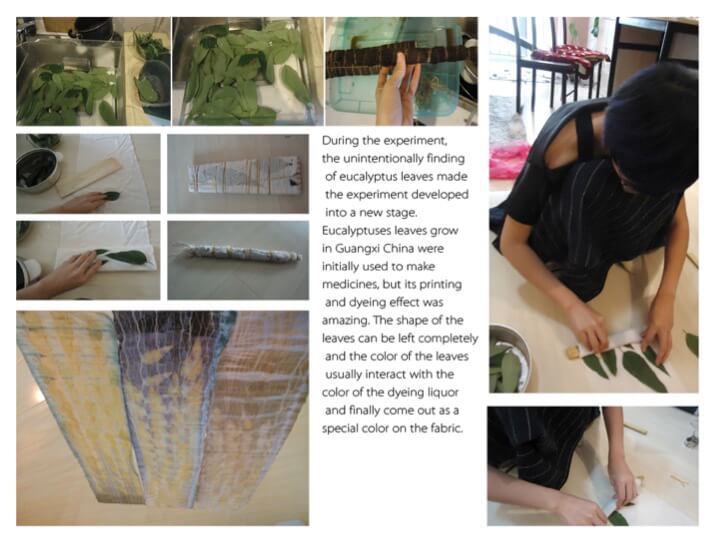 During the experiment,
the unintentionally finding
of eucalyptus leaves made
the experiment developed
into a new stage.
Eucalyptuses leaves grow
in Guangxi China were
initially used to make
medicines, but its printing
and dyeing effect was
amazing. The shape of the
leaves can be left completely
and the color of the leaves
usually interact with the
color of the dyeing liquor
and finally come out as a
special color on the fabric.